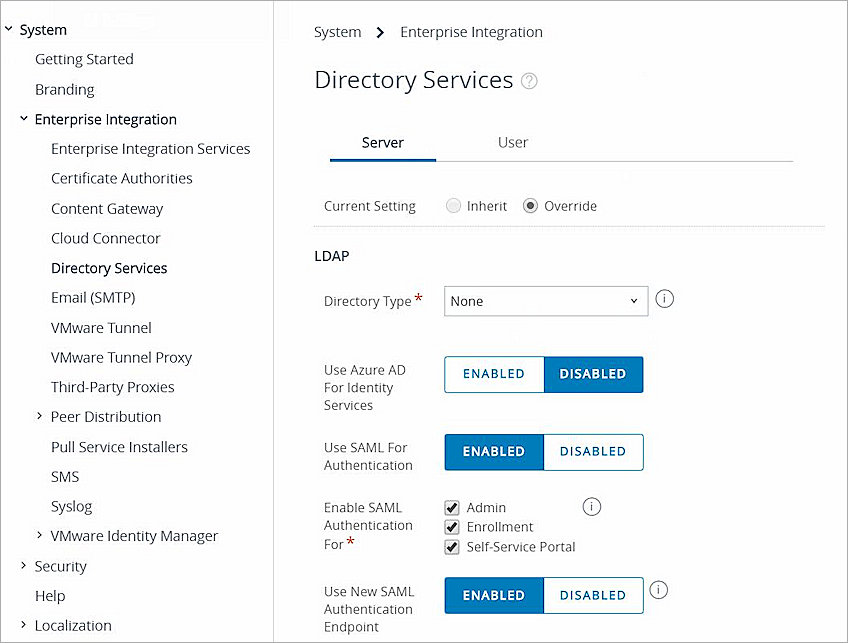 System
Getting Started
Branding
Enterprise Integration
Enterprise Integration Services
Certificate Authorities
Content Gateway
Cloud Connector
Directory Services
Email (SMTP)
VMware Tunnel
VMware Tunnel Proxy
Third-Party Proxies
Peer Distribution
Pull Service Installers
SMS
Syslog
VMware Identity Manager
Security
Help
Localization
System > Enterprise Integration
Directory Services ?
Server User
Current Setting Inherit Override
LDAP
Directory Type * None i
Use Azure AD
For Identity
Services
ENABLED DISABLED
Use SAML For
Authentication
ENABLED DISABLED
Enable SAML
Authentication
For *
Admin i
Enrollment
Self-Service Portal
Use New SAML
Authentication
Endpoint
ENABLED DISABLED i